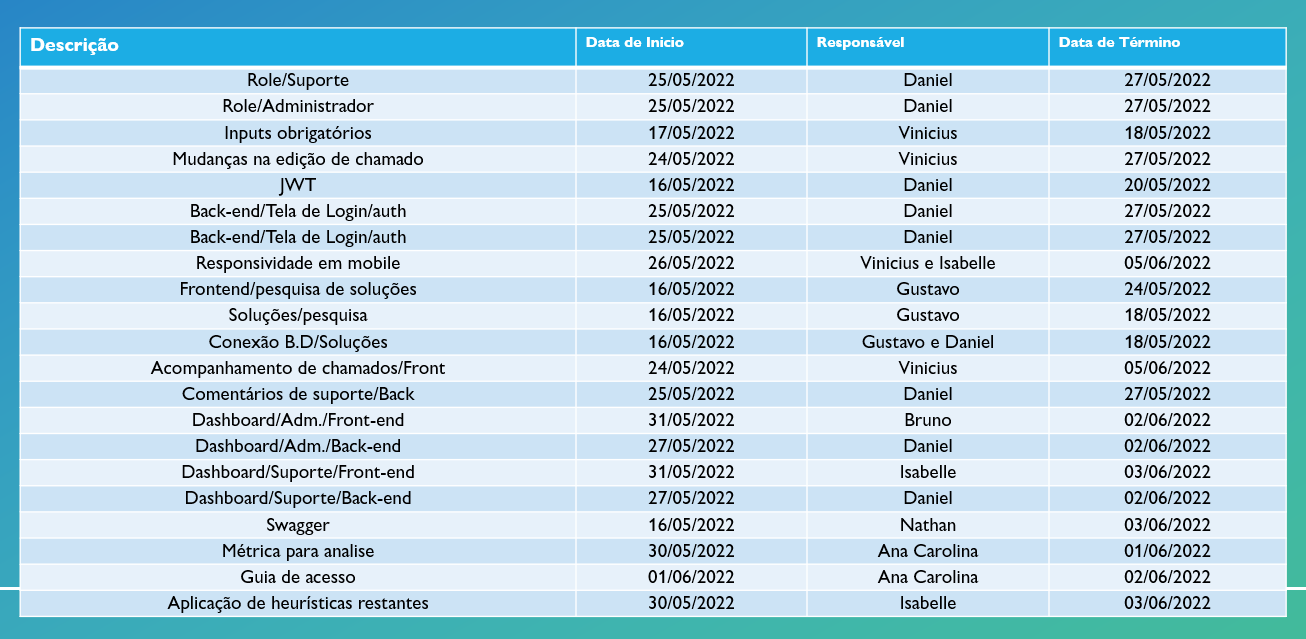 Descrição Data de Inicio Responsável Data de Término
Role/Suporte 25/05/2022 Daniel 27/05/2022
Role/Administrador 25/05/2022 Daniel 27/05/2022
Inputs obrigatórios 17/05/2022 Vinicius 18/05/2022
Mudanças na edição de chamado 24/05/2022 Vinicius 27/05/2022
JWT 16/05/2022 Daniel 20/05/2022
Back-end/Tela de Login/auth 25/05/2022 Daniel 27/05/2022
Back-end/Tela de Login/auth 25/05/2022 Daniel 27/05/2022
Responsividade em mobile 26/05/2022 Vinicius e Isabelle 05/06/2022
Frontend/pesquisa de soluções 16/05/2022 Gustavo 24/05/2022
Soluções/pesquisa 16/05/2022 Gustavo 18/05/2022
Conexão B.D/Soluções 16/05/2022 Gustavo e Daniel 18/05/2022
Acompanhamento de chamados/Front 24/05/2022 Vinicius 05/06/2022
Comentários de suporte/Back 25/05/2022 Daniel 27/05/2022
Dashboard/Adm./Front-end 31/05/2022 Bruno 02/06/2022
Dashboard/Adm./Back-end 27/05/2022 Daniel 02/06/2022
Dashboard/Suporte/Front-end 31/05/2022 Isabelle 03/06/2022
Dashboard/Suporte/Back-end 27/05/2022 Daniel 02/06/2022
Swagger 16/05/2022 Nathan 03/06/2022
Métrica para analise 30/05/2022 Ana Carolina 01/06/2022
Guia de acesso 01/06/2022 Ana Carolina 02/06/2022
Aplicação de heurísticas restantes 30/05/2022 Isabelle 03/06/2022